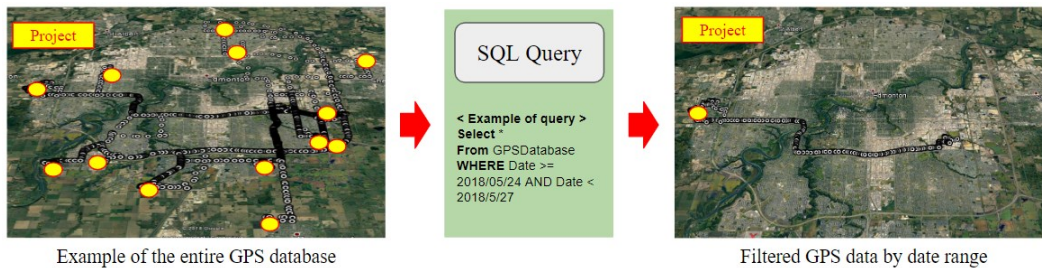 Project
SQL Query
< Example of query >
Select *
From GPSDatabase
WHERE Date >=
2018/05/24 AND Date <
2018/5/27
Project
Edmonton
Example of the entire GPS database
Filtered GPS data by date range